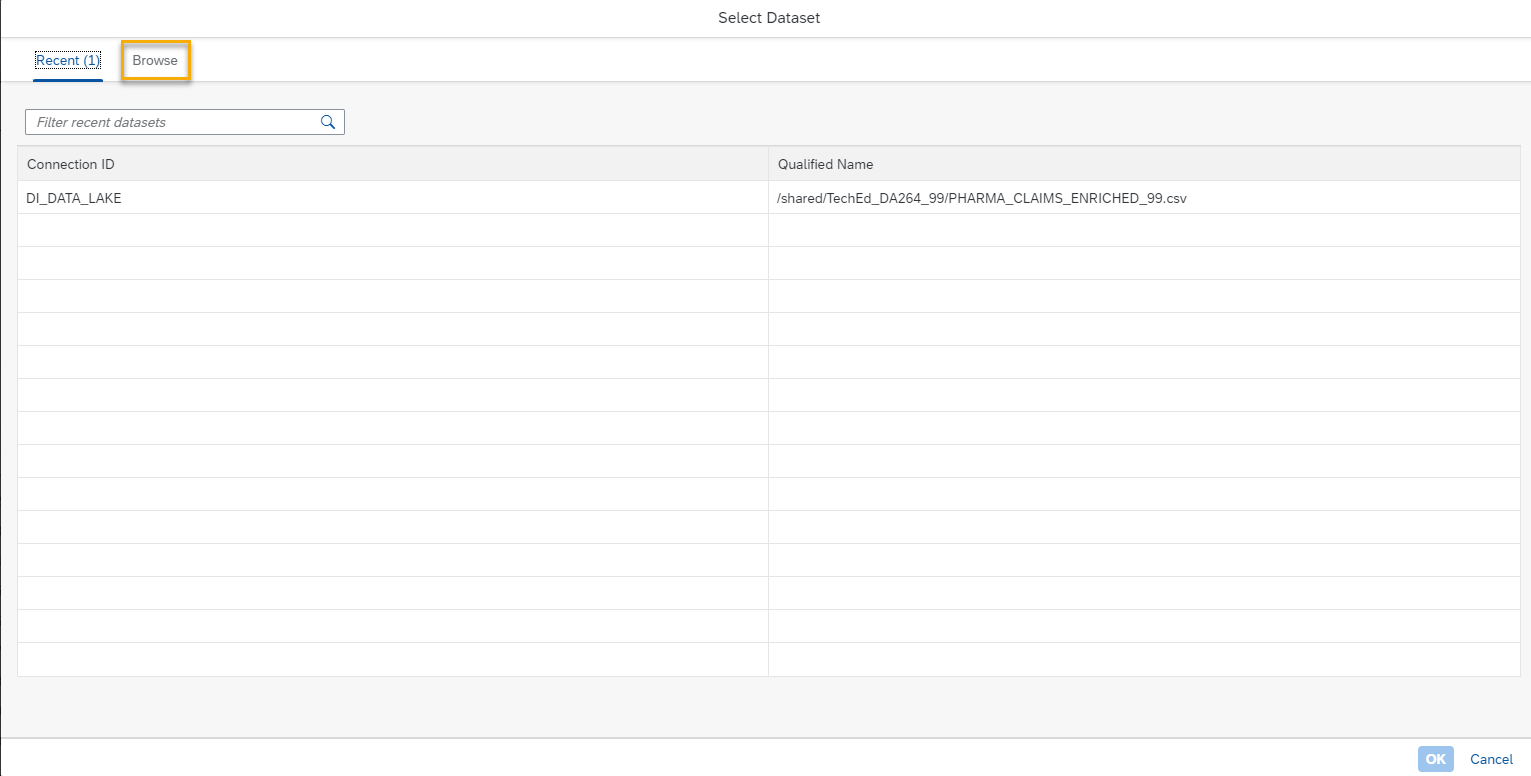 Select Dataset
Recent (1) Browse
Filter recent datasets
Connection ID Qualified Name
DI_DATA_LAKE /shared/TechEd_DA264_99/PHARMA_CLAIMS_ENRICHED_99.csv
OK Cancel